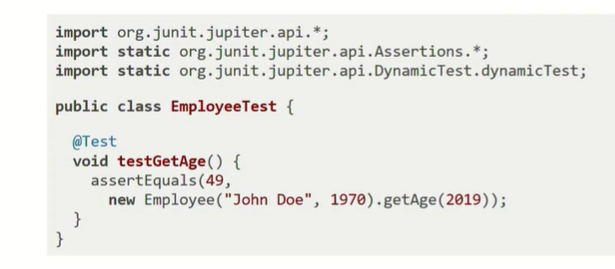 import org.junit.jupiter.api.*;
import static org.junit.jupiter.api.Assertions.*;
import static org.junit.jupiter.api.DynamicTest.dynamicTest;
public class EmployeeTest {
@Test
void testGetAge() {
assertEquals(49,
new Employee("John Doe", 1970).getAge(2019));
}
}